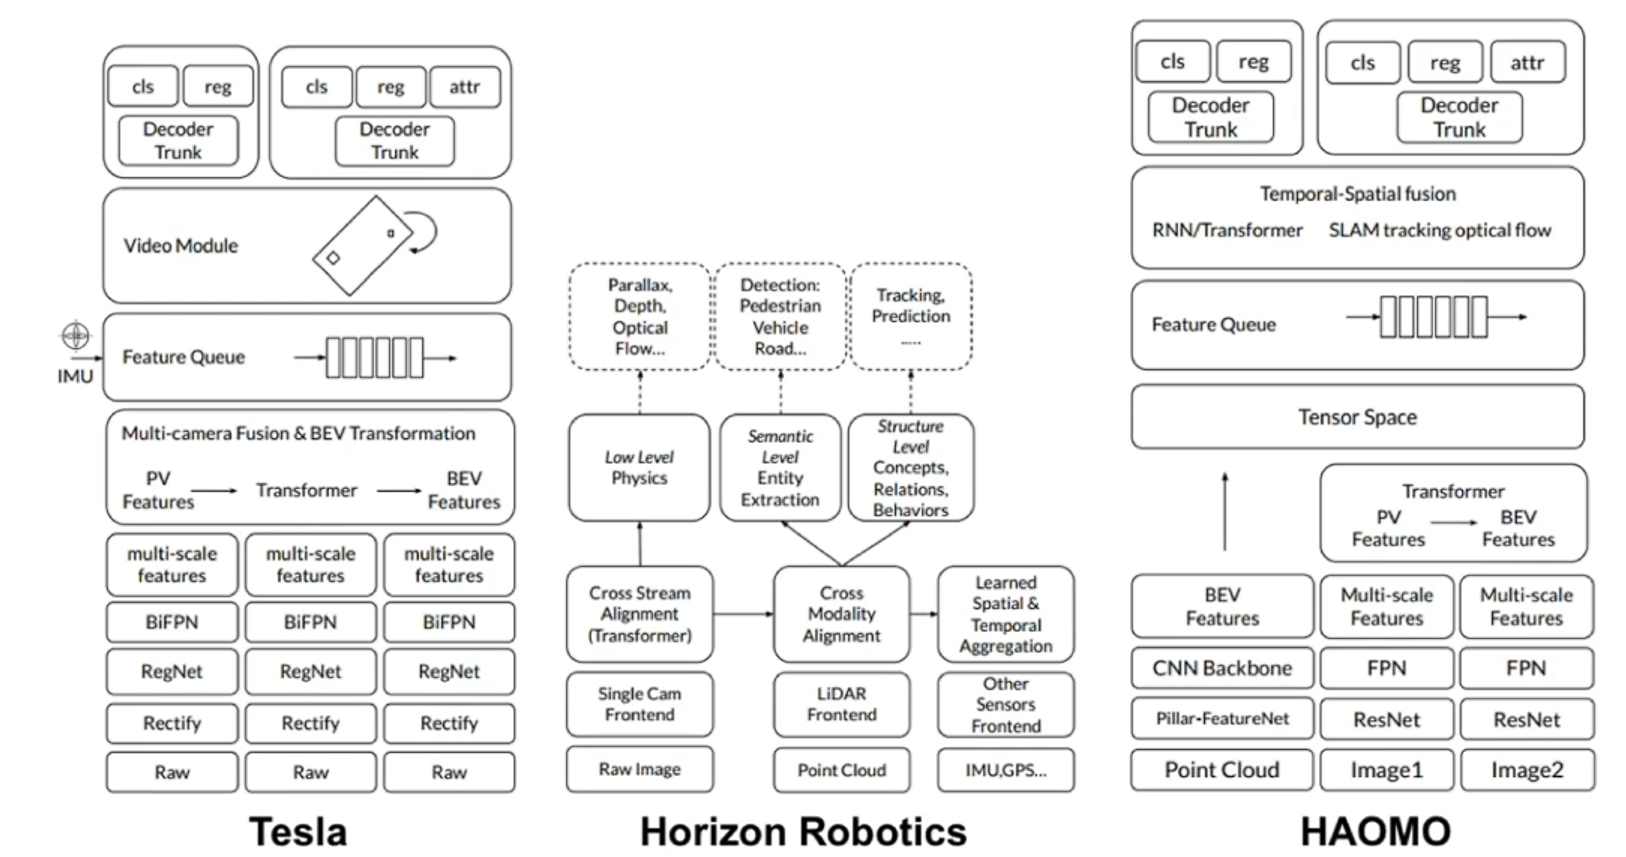 cls
reg
cls
reg
attr
Decoder
Trunk
Decoder
Trunk
Video Module
IMU
Feature Queue
Multi-camera Fusion & BEV Transformation
PV
Features
Transformer
BEV
Features
multi-scale
features
multi-scale
features
multi-scale
features
BiFPN
BiFPN
BiFPN
RegNet
RegNet
RegNet
Rectify
Rectify
Rectify
Raw
Raw
Raw
Tesla
Parallax,
Depth,
Optical
Flow...
Detection:
Pedestrian
Vehicle
Road...
Tracking,
Prediction
.....
Low Level
Physics
Semantic
Level
Entity
Extraction
Structure
Level
Concepts,
Relations,
Behaviors
Cross Stream
Alignment
(Transformer)
Cross
Modality
Alignment
Learned
Spatial &
Temporal
Aggregation
Single Cam
Frontend
LiDAR
Frontend
Other
Sensors
Frontend
Raw Image
Point Cloud
IMU,GPS...
Horizon Robotics
cls
reg
cls
reg
attr
Decoder
Trunk
Decoder
Trunk
Temporal-Spatial fusion
RNN/Transformer
SLAM tracking optical flow
Feature Queue
Tensor Space
Transformer
PV
Features
BEV
Features
BEV
Features
Multi-scale
Features
Multi-scale
Features
CNN Backbone
FPN
FPN
Pillar-FeatureNet
ResNet
ResNet
Point Cloud
Image1
Image2
HAOMO